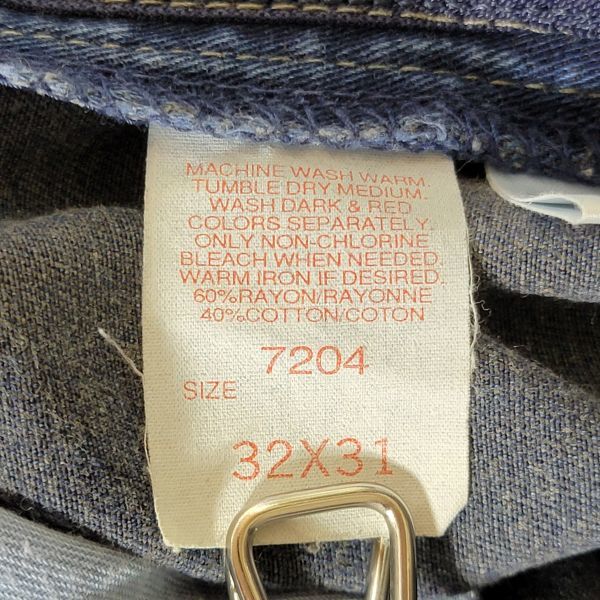 MACHINE WASH WARM.
TUMBLE DRY MEDIUM.
WASH DARK & RED
COLORS SEPARATELY.
ONLY NON-CHLORINE
BLEACH WHEN NEEDED.
WARM IRON IF DESIRED.
60%RAYON/RAYONNE
40%COTTON/COTON
7204
SIZE
32X31